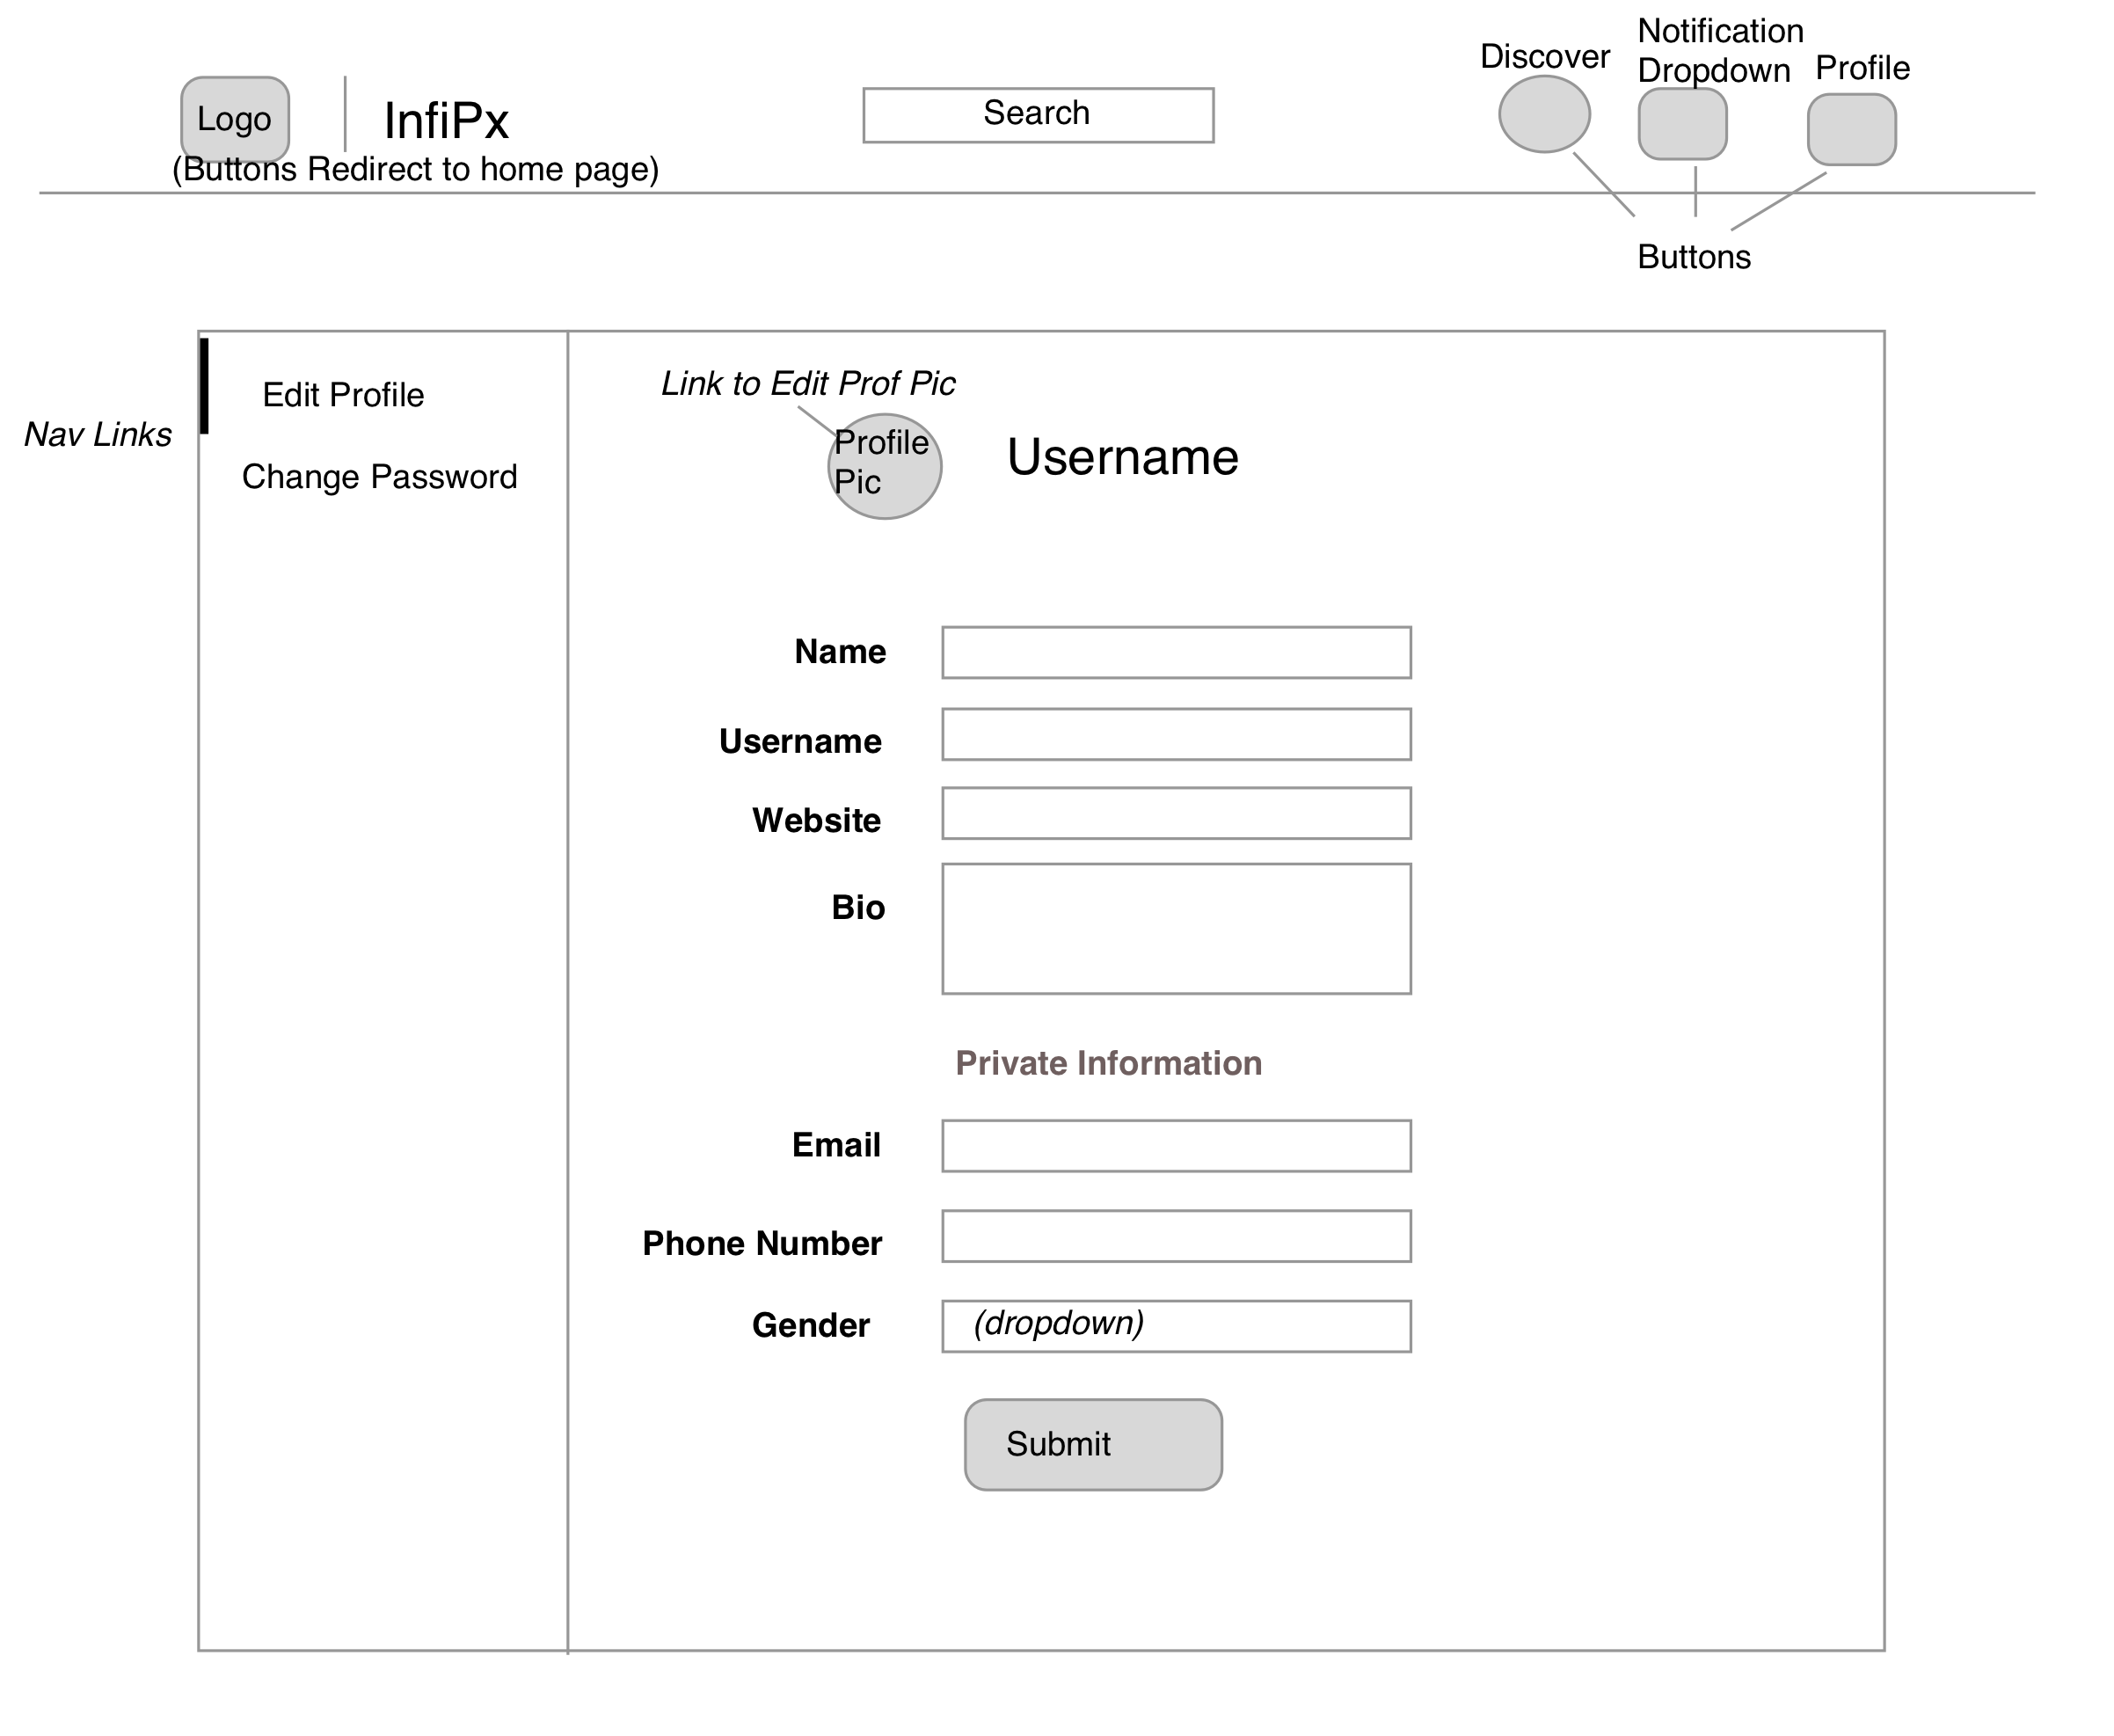 Discover
Notification
Dropdown
Profile
Logo
InfiPx
Search
(Buttons Redirect to home page)
Buttons
Nav Links
Edit Profile
Change Password
Link to Edit Prof Pic
Profile
Pic
Username
Name
Username
Website
Bio
Private Information
Email
Phone Number
Gender
(dropdown)
Submit